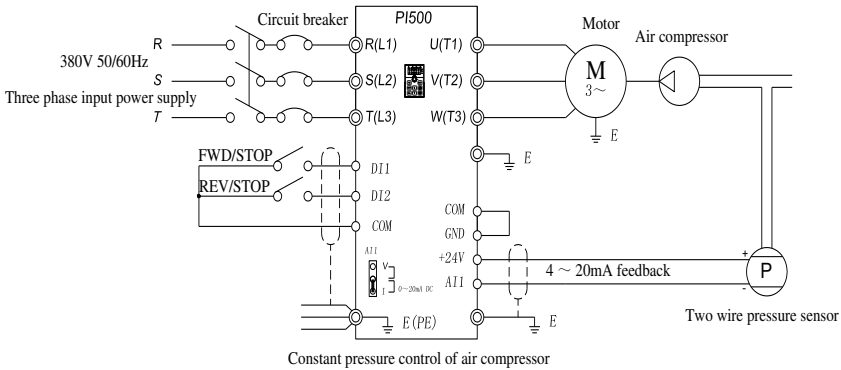 Circuit breaker
PI500
Motor
Air compressor
R
R(L1)
U(T1)
380V 50/60Hz
S
S(L2)
V(T2)
M
3~
Three phase input power supply
T
T(L3)
W(T3)
E
FWD/STOP
DI1
E
REV/STOP
DI2
COM
COM
GND
AI1
+24V
V
I
0~20mA DC
AI1
4 ~ 20mA feedback
+
P
-
E(PE)
E
Two wire pressure sensor
Constant pressure control of air compressor